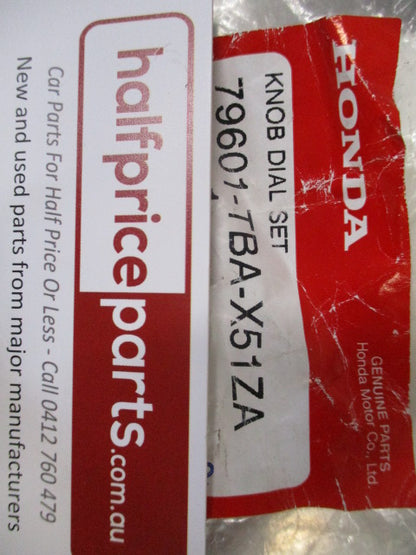 HONDA
GENUINE PARTS
Honda Motor Co., Ltd.
KNOB DIAL SET
79601-TBA-X51ZA
halfpriceparts.com.au
Car Parts For Half Price Or Less - Call 0412 760 479
New and used parts from major manufacturers